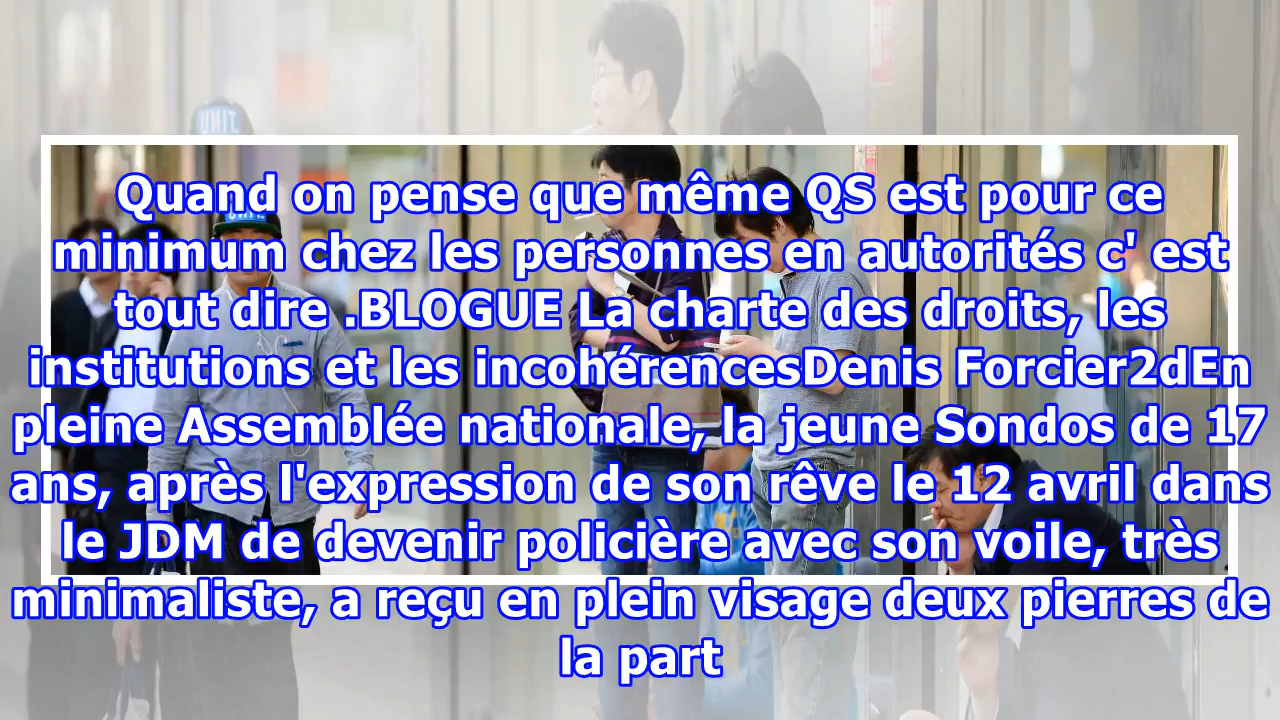 UNIT.
Quand on pense que même QS est pour ce
minimum chez les personnes en autorités c' est
tout dire .BLOGUE La charte des droits, les
institutions et les incohérencesDenis Forcier2dEn
pleine Assemblée nationale, la jeune Sondos de 17
ans, après l'expression de son rêve le 12 avril dans
le JDM de devenir policière avec son voile, très
minimaliste, a reçu en plein visage deux pierres de
la part